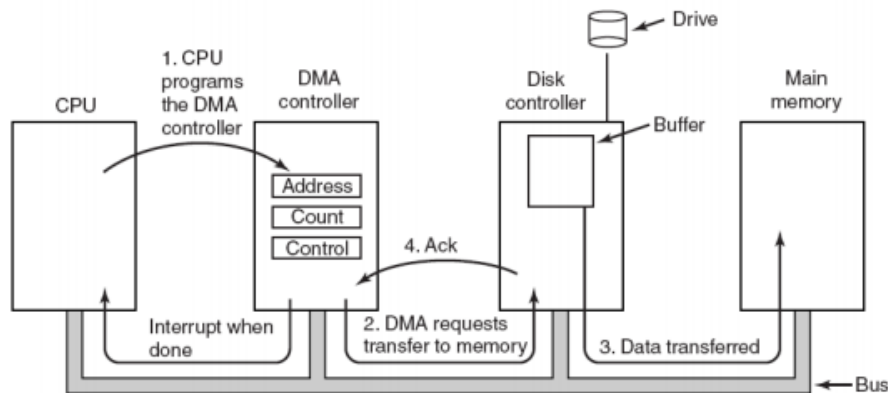 Drive
1. CPU
programs
the DMA
controller
DMA
controller
Disk
controller
Main
memory
CPU
Buffer
Address
Count
Control
4. Ack
Interrupt when
done
2. DMA requests
transfer to memory
3. Data transferred
Bus